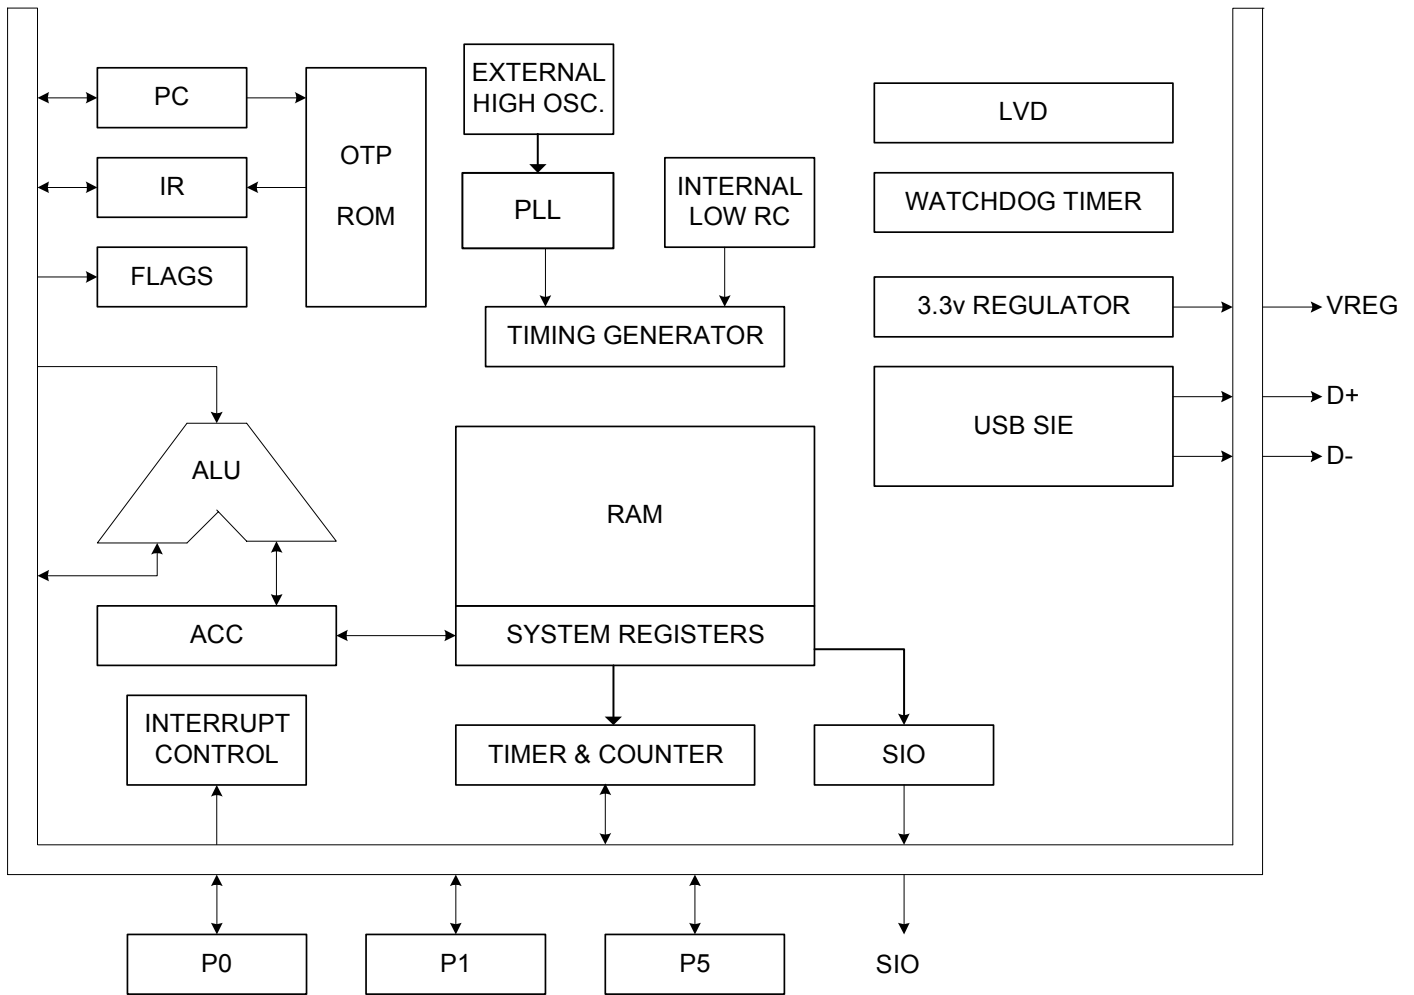 PC
OTP
ROM
IR
FLAGS
EXTERNAL
HIGH OSC.
PLL
INTERNAL
LOW RC
TIMING GENERATOR
LVD
WATCHDOG TIMER
3.3v REGULATOR
VREG
USB SIE
D+
D-
ALU
RAM
ACC
SYSTEM REGISTERS
INTERRUPT
CONTROL
TIMER & COUNTER
SIO
P0
P1
P5
SIO